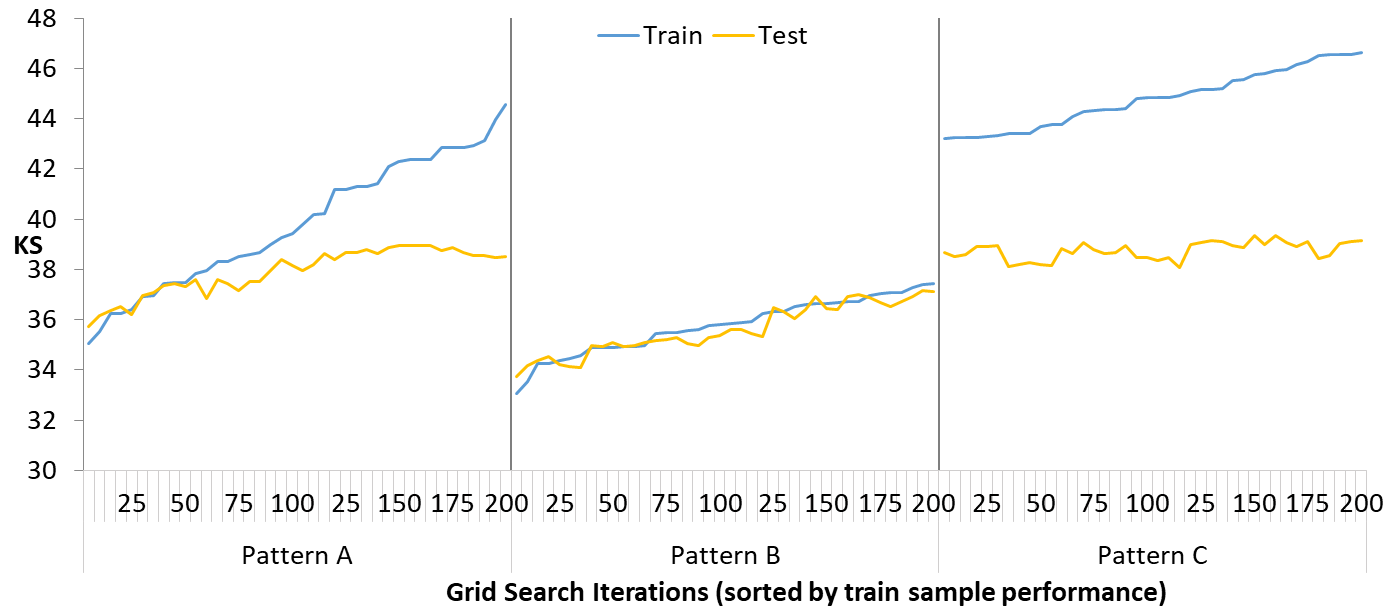 48
Train Test
46
44
42
40
KS
38
36
34
32
30
25 50 75 100 25 150 175 200 25 50 75 100 25 150 175 200 25 50 75 100 25 150 175 200
Pattern A Pattern B Pattern C
Grid Search Iterations (sorted by train sample performance)